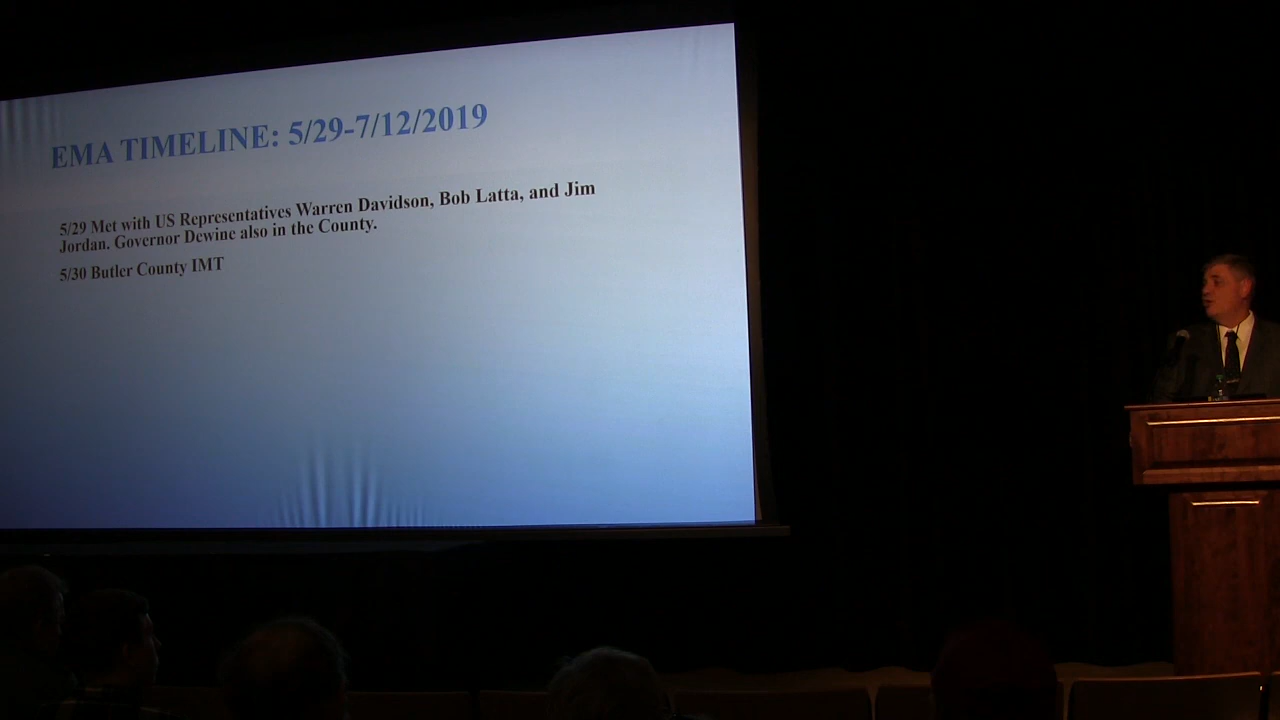 EMA TIMELINE: 5/29-7/12/2019
5/29 Met with US Representatives Warren Davidson, Bob Latta, and Jim
Jordan. Governor Dewine also in the County.
5/30 Butler County IMT